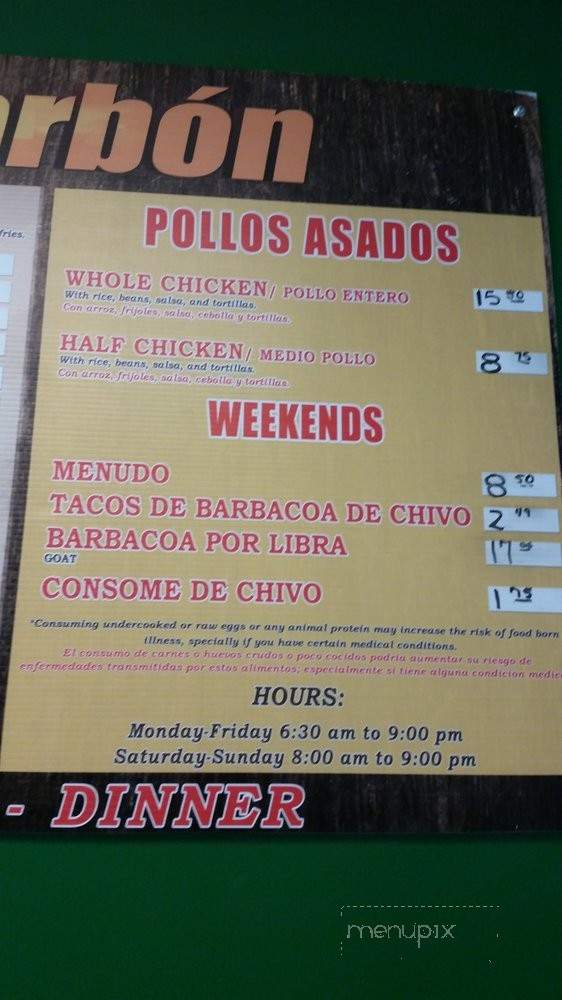 arbón
fries.
POLLOS ASADOS
WHOLE CHICKEN/ POLLO ENTERO 15 50
With rice, beans, salsa, and tortillas.
Con arroz, frijoles, salsa, cebolla y tortillas.
HALF CHICKEN/ MEDIO POLLO 8 75
With rice, beans, salsa, and tortillas.
Con arroz, frijoles, salsa, cebolla y tortillas.
WEEKENDS
MENUDO 8 50
TACOS DE BARBACOA DE CHIVO 2 49
BARBACOA POR LIBRA 17
GOAT
CONSOME DE CHIVO 1 75
*Consuming undercooked or raw eggs or any animal protein may increase the risk of food born
illness, specially if you have certain medical conditions.
El consumo de carnes o huevos crudos o poco cocidos podria aumentar su riesgo de
enfermedades transmitidas por estos alimentos, especialmente si tiene alguna condicion medic
HOURS:
Monday-Friday 6:30 am to 9:00 pm
Saturday-Sunday 8:00 am to 9:00 pm
- DINNER
menupix